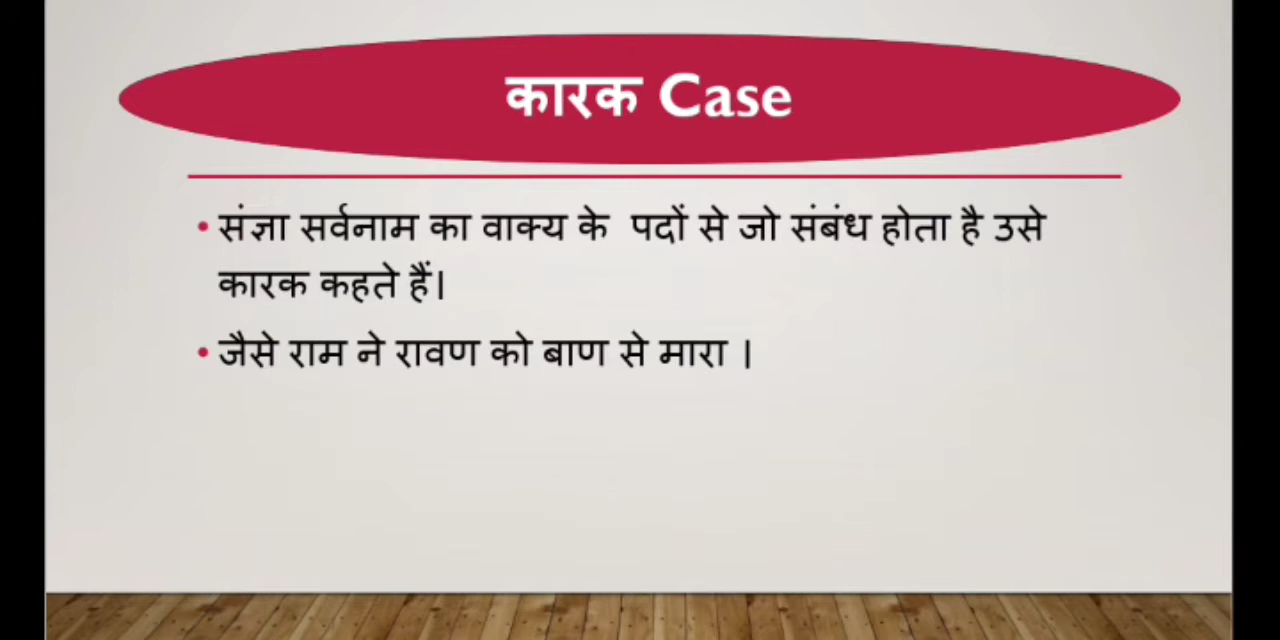 कारक Case
• संज्ञा सर्वनाम का वाक्य के पदों से जो संबंध होता है उसे
कारक कहते हैं।
• जैसे राम ने रावण को बाण से मारा ।